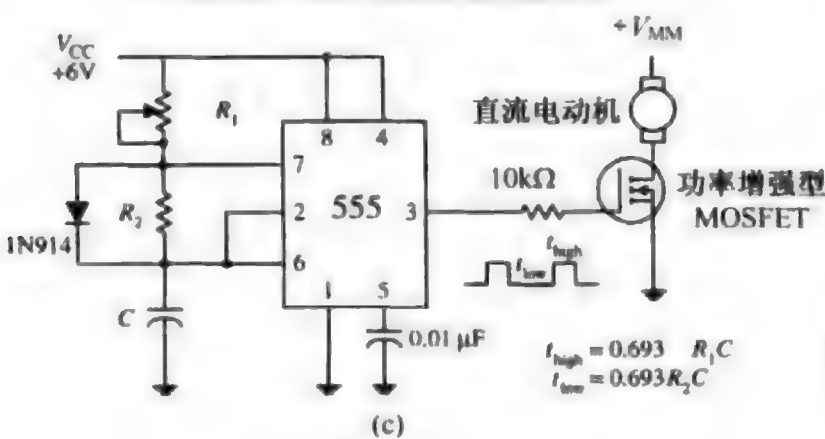 +V_MM
V_CC
+6V
R_1
直流电动机
8
4
7
10kΩ
功率增强型
MOSFET
R_2
2
555
3
1N914
6
t_high
t_low
C
1
5
0.01 μF
t_high = 0.693 R_1C
t_low = 0.693R_2C
(c)